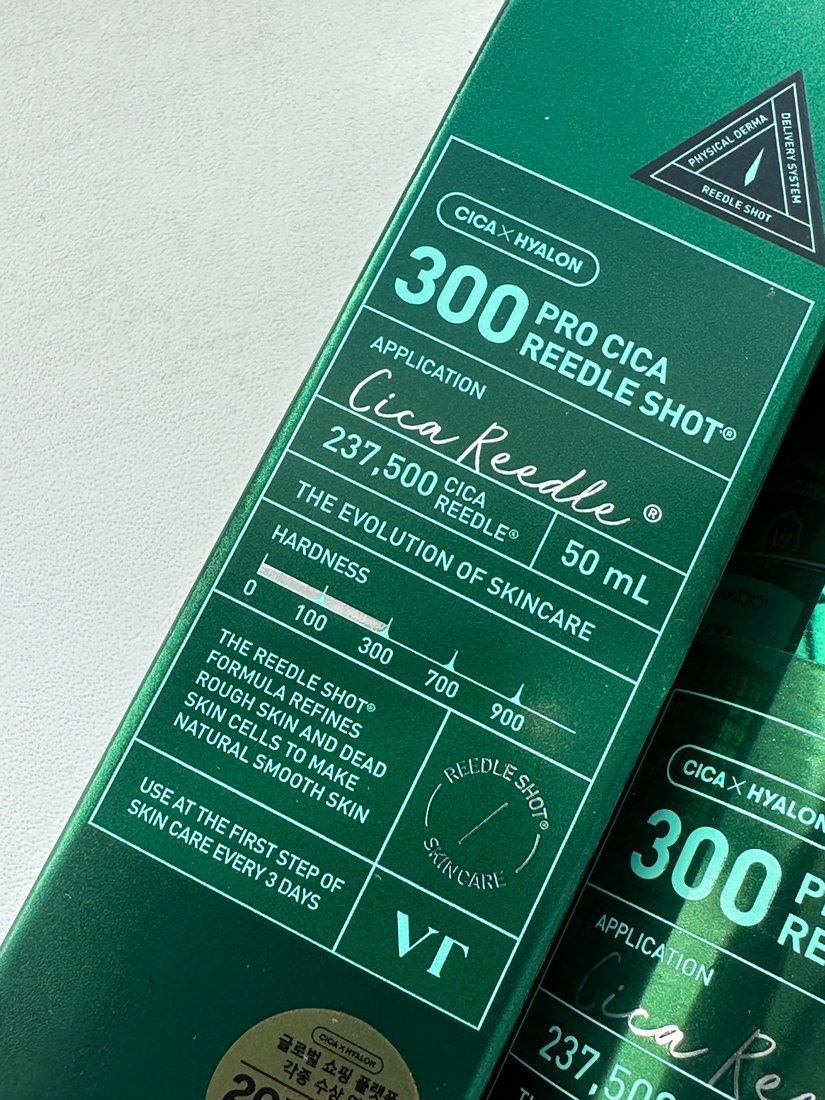 PHYSICAL DERMA
DELIVERY SYSTEM
REEDLE SHOT
CICA×HYALON
300 PRO CICA
REEDLE SHOT®
APPLICATION
Cica Reedle®
237,500 CICA
REEDLE®
50 mL
THE EVOLUTION OF SKINCARE
HARDNESS
0 100 300 700 900
THE REEDLE SHOT®
FORMULA REFINES
ROUGH SKIN AND DEAD
SKIN CELLS TO MAKE
NATURAL SMOOTH SKIN
REEDLE SHOT®
SKINCARE
USE AT THE FIRST STEP OF
SKIN CARE EVERY 3 DAYS
VT
CICA×HYALON
글로벌 쇼핑 플랫폼
각종 수상
CICA×HYALON
300
APPLICATION
Cica
237,500